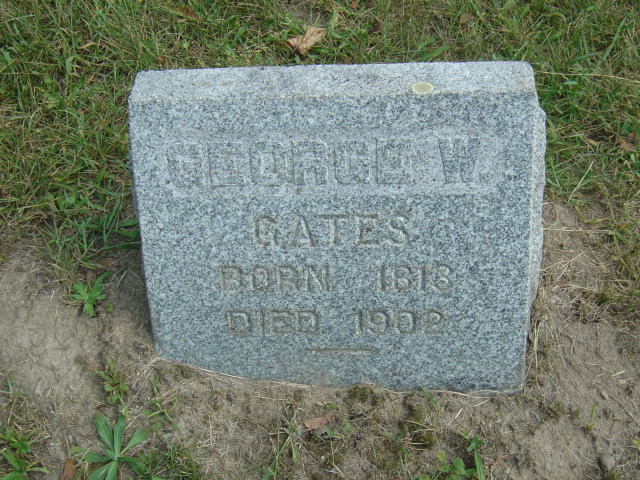 GEORGE W.
GATES
BORN 1813
DIED 1902